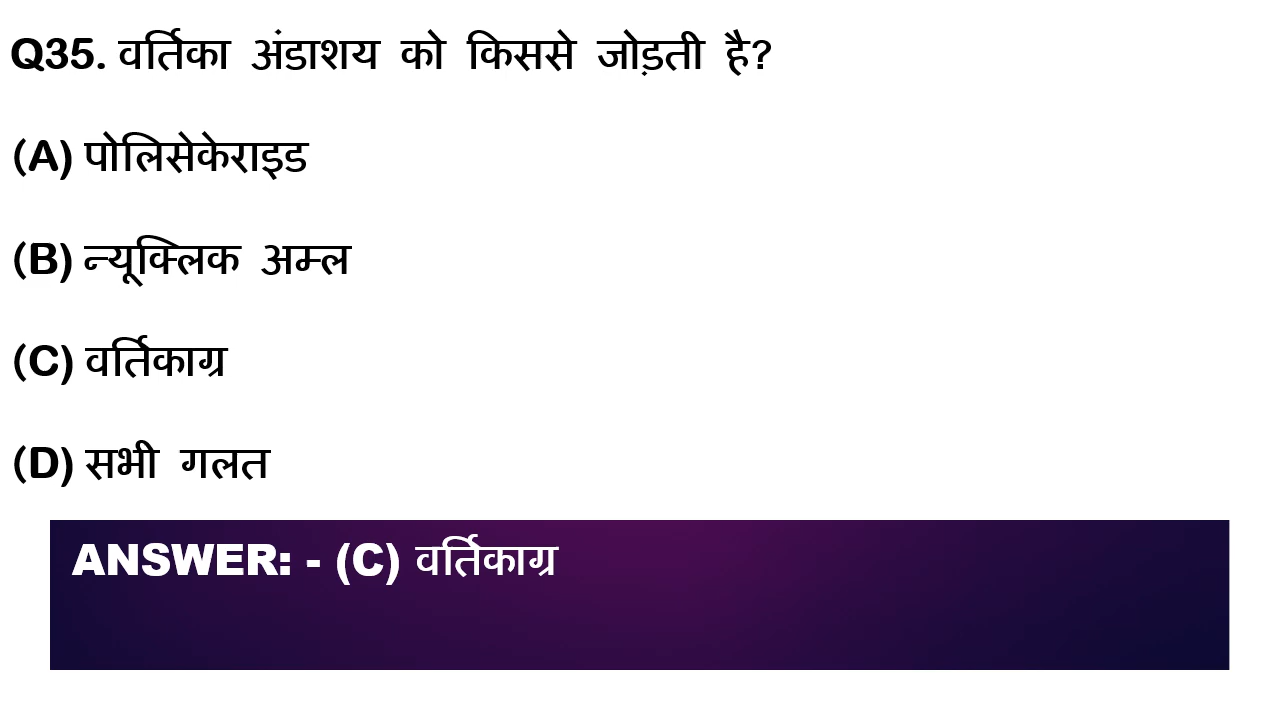 Q35. वर्तिका अंडाशय को किससे जोड़ती है?
(A) पोलिसेकेराइड
(B) न्यूक्लिक अम्ल
(C) वर्तिकाग्र
(D) सभी गलत
ANSWER: - (C) वर्तिकाग्र